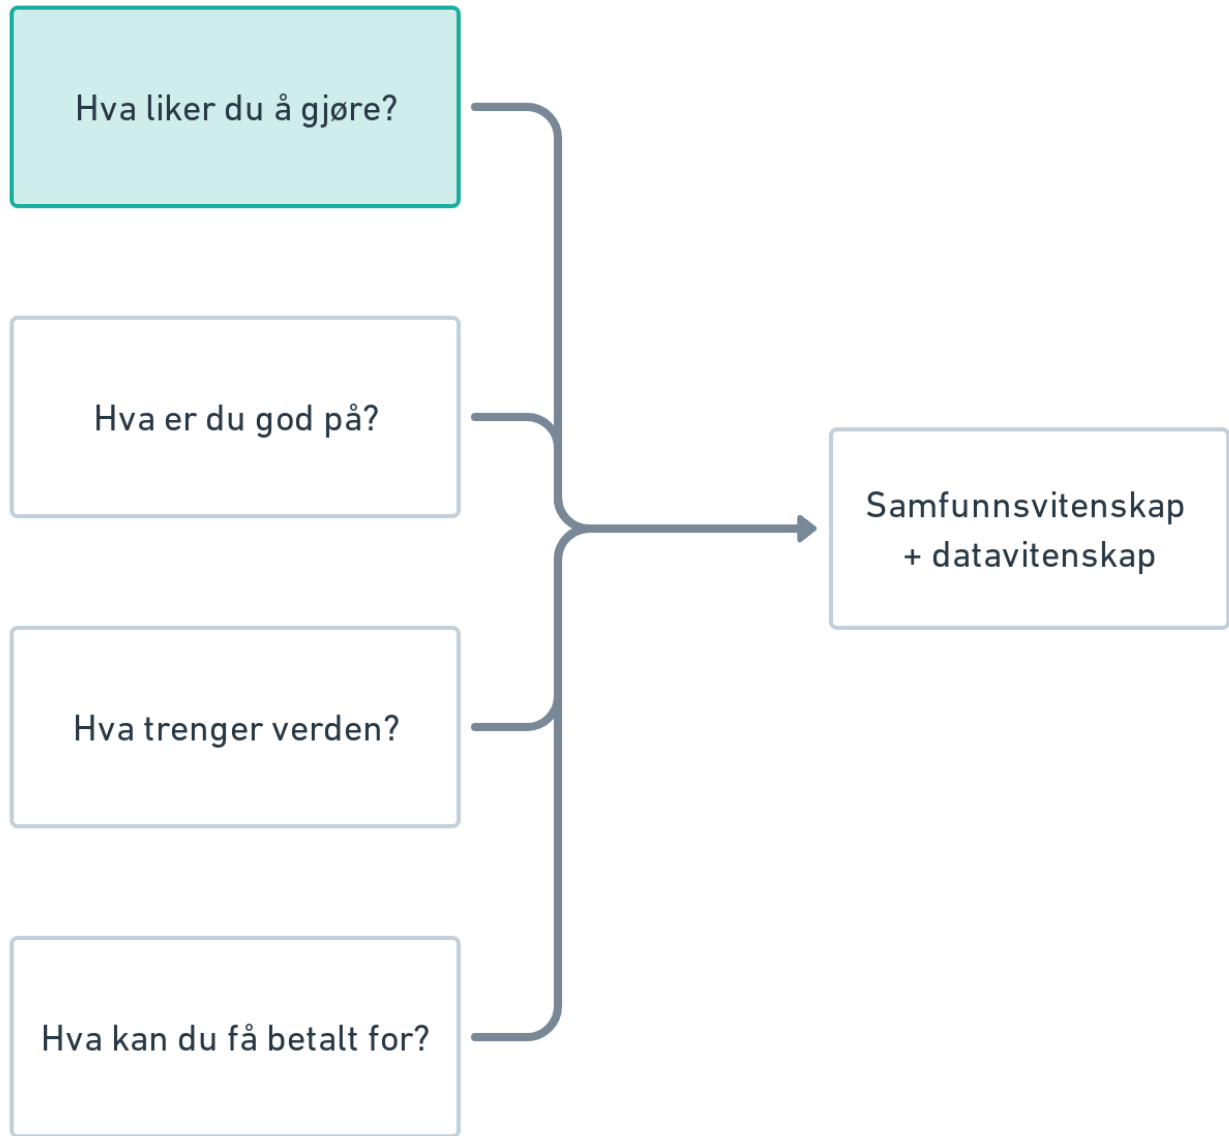 Hva liker du å gjøre?
Hva er du god på?
Samfunnsvitenskap
+ datavitenskap
Hva trenger verden?
Hva kan du få betalt for?